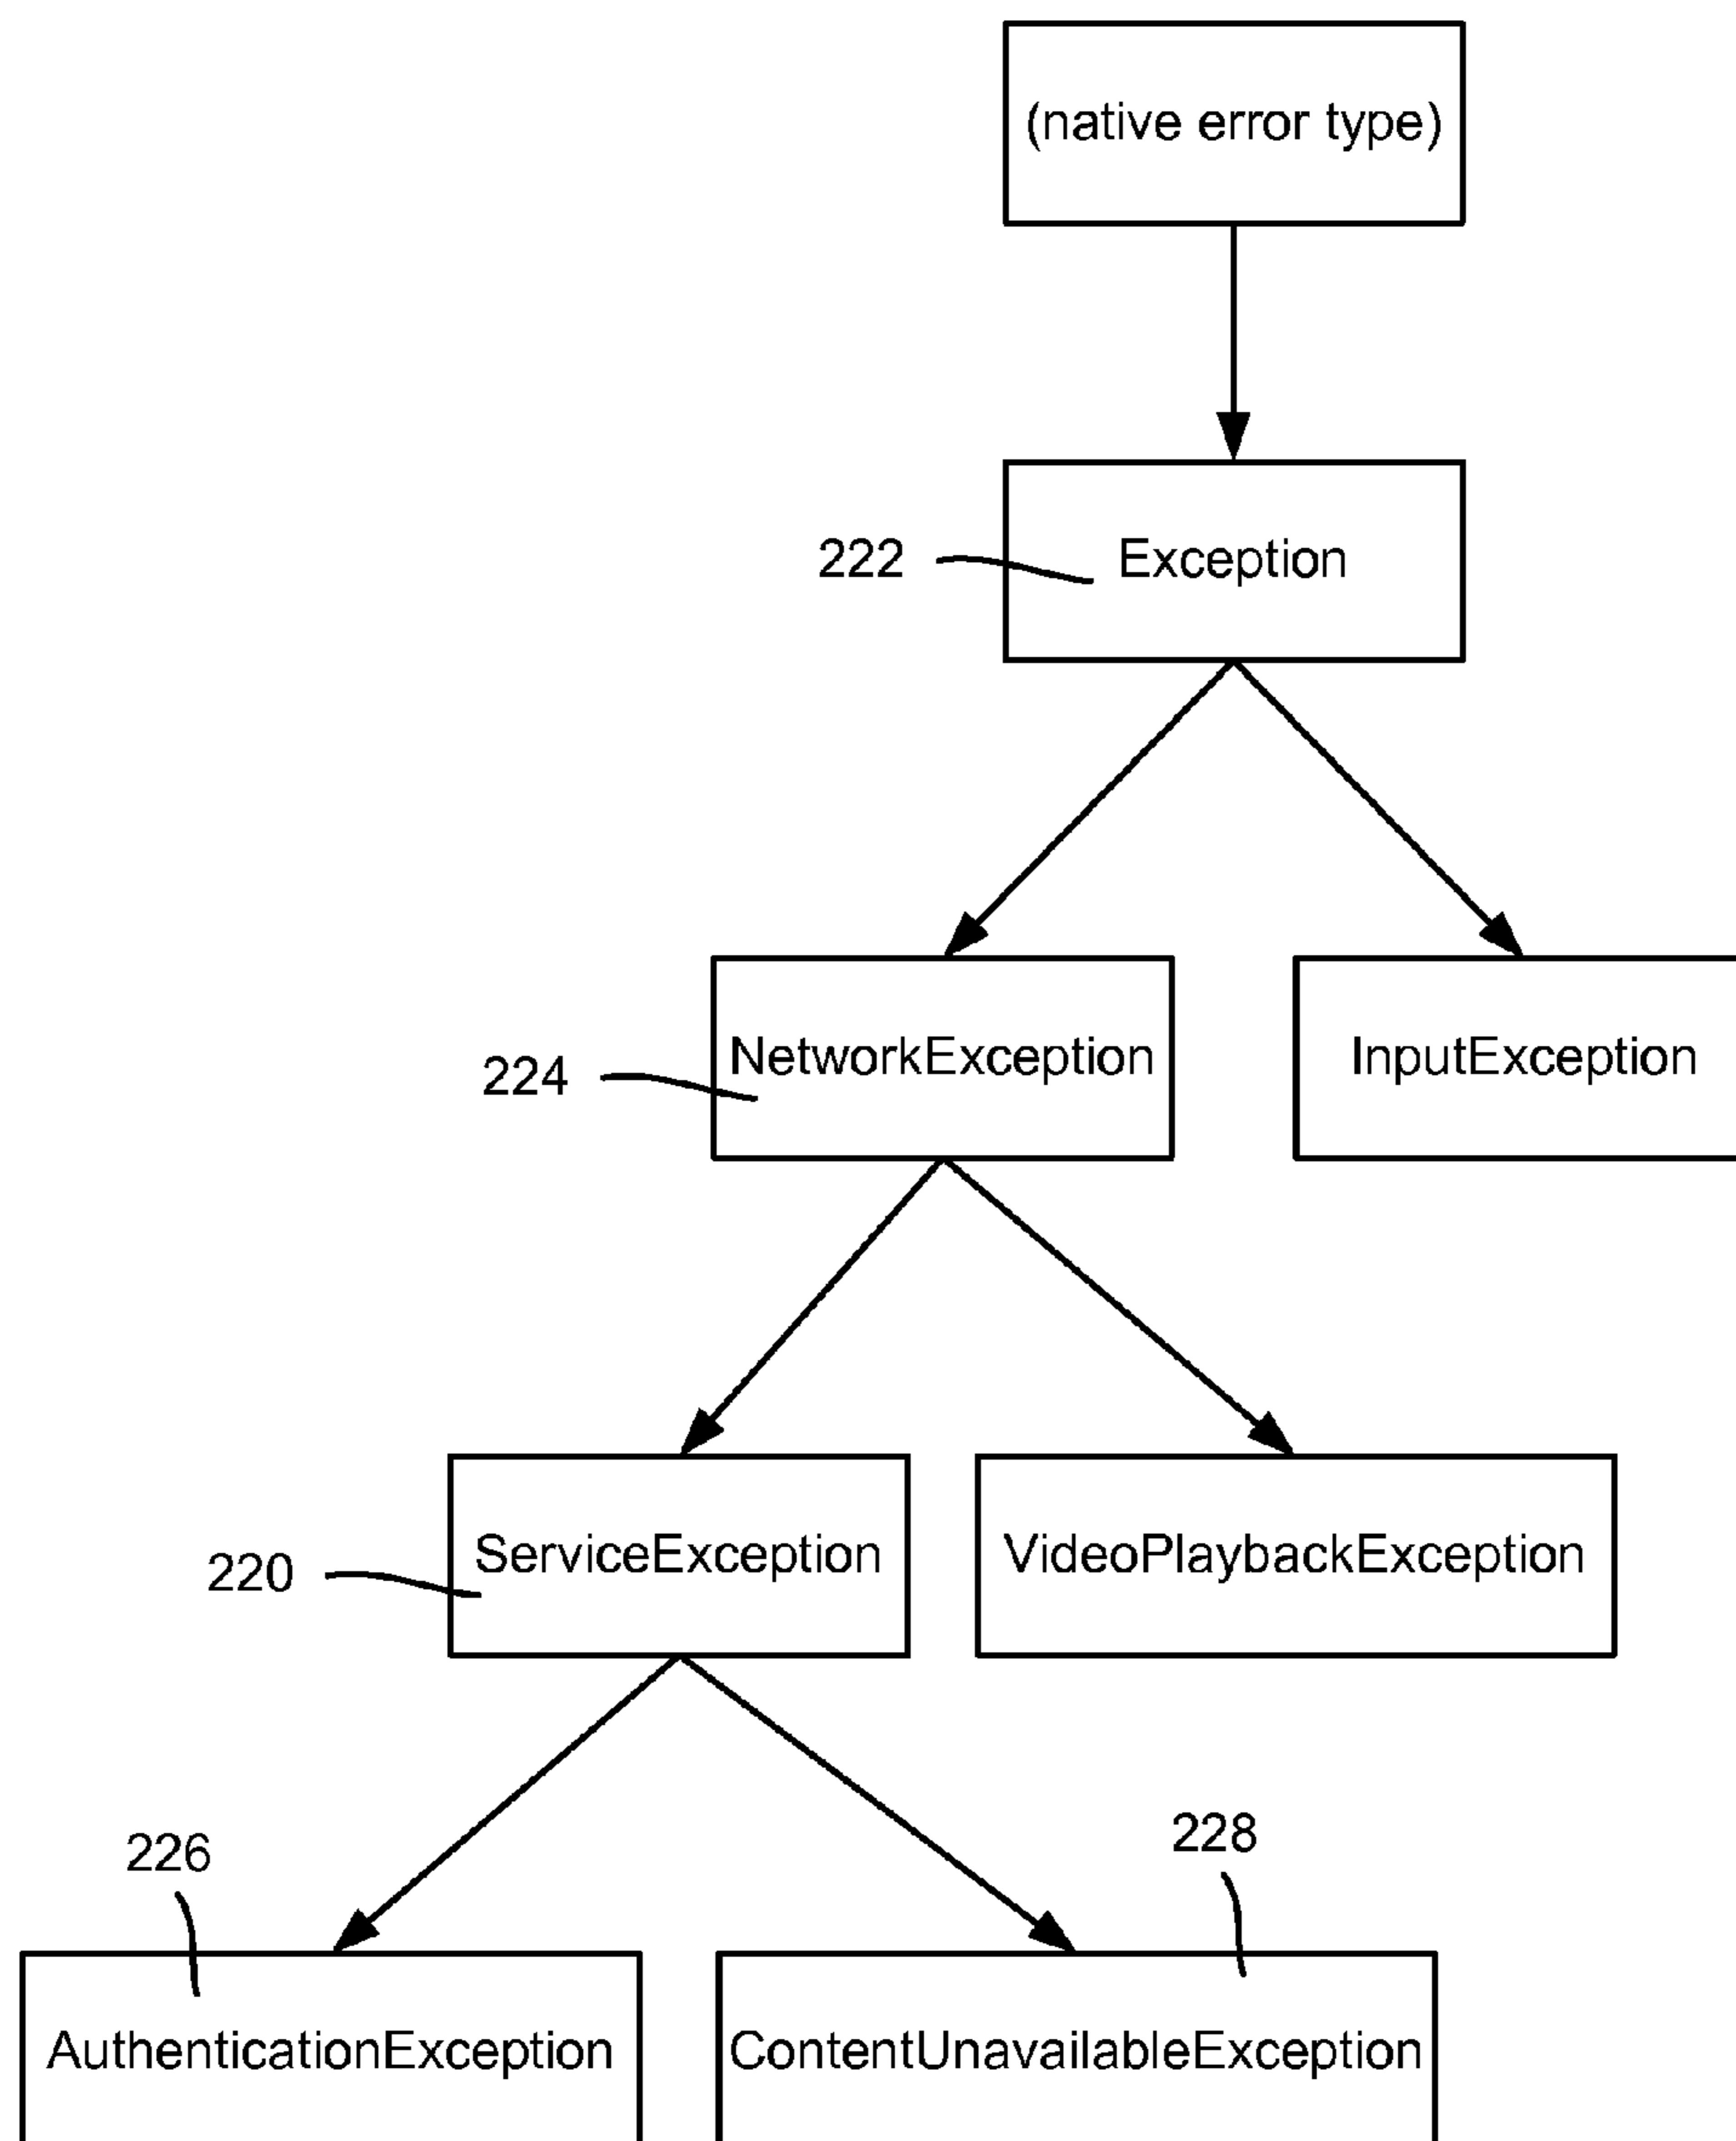 (native error type)
222
Exception
NetworkException
InputException
224
ServiceException
VideoPlaybackException
220
226
228
AuthenticationException
ContentUnavailableException